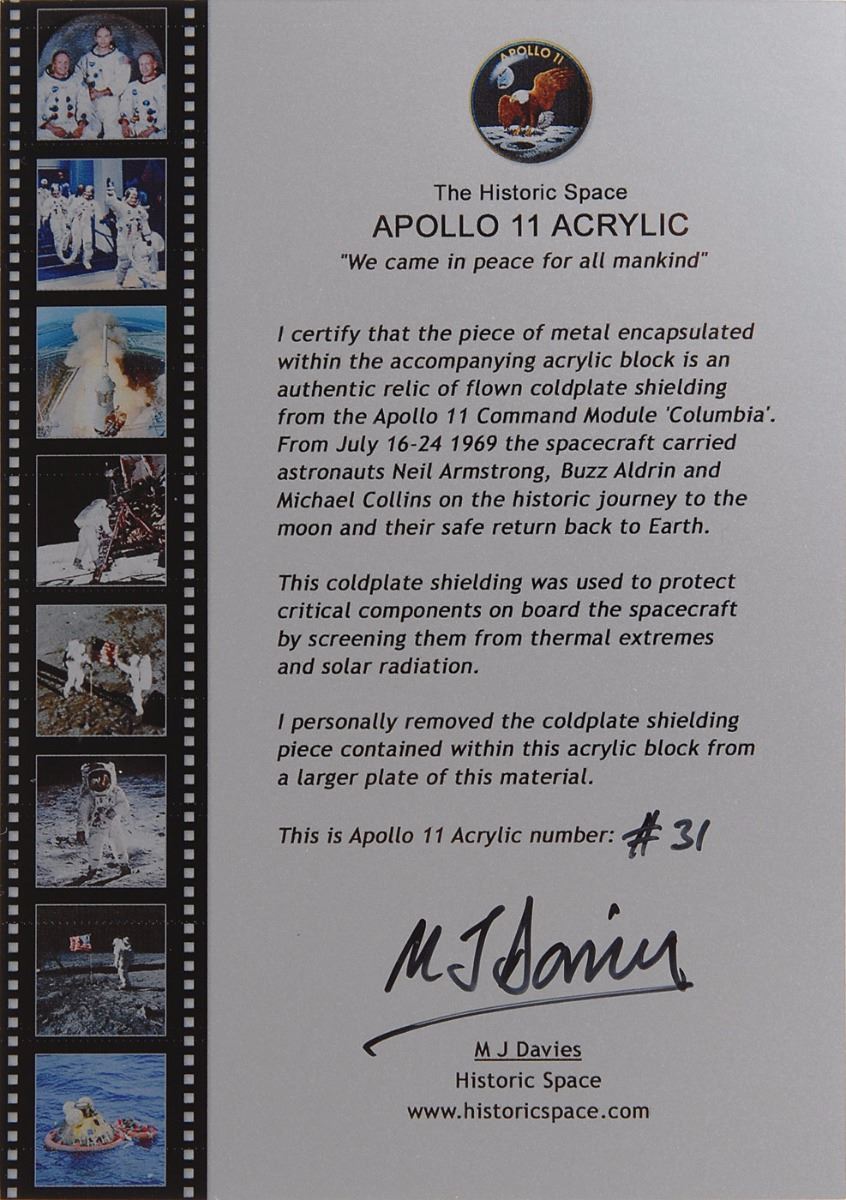 APOLLO 11
The Historic Space
APOLLO 11 ACRYLIC
"We came in peace for all mankind"
I certify that the piece of metal encapsulated
within the accompanying acrylic block is an
authentic relic of flown coldplate shielding
from the Apollo 11 Command Module 'Columbia'.
From July 16-24 1969 the spacecraft carried
astronauts Neil Armstrong, Buzz Aldrin and
Michael Collins on the historic journey to the
moon and their safe return back to Earth.
This coldplate shielding was used to protect
critical components on board the spacecraft
by screening them from thermal extremes
and solar radiation.
I personally removed the coldplate shielding
piece contained within this acrylic block from
a larger plate of this material.
This is Apollo 11 Acrylic number: #31
M J Davies
M J Davies
Historic Space
www.historicspace.com